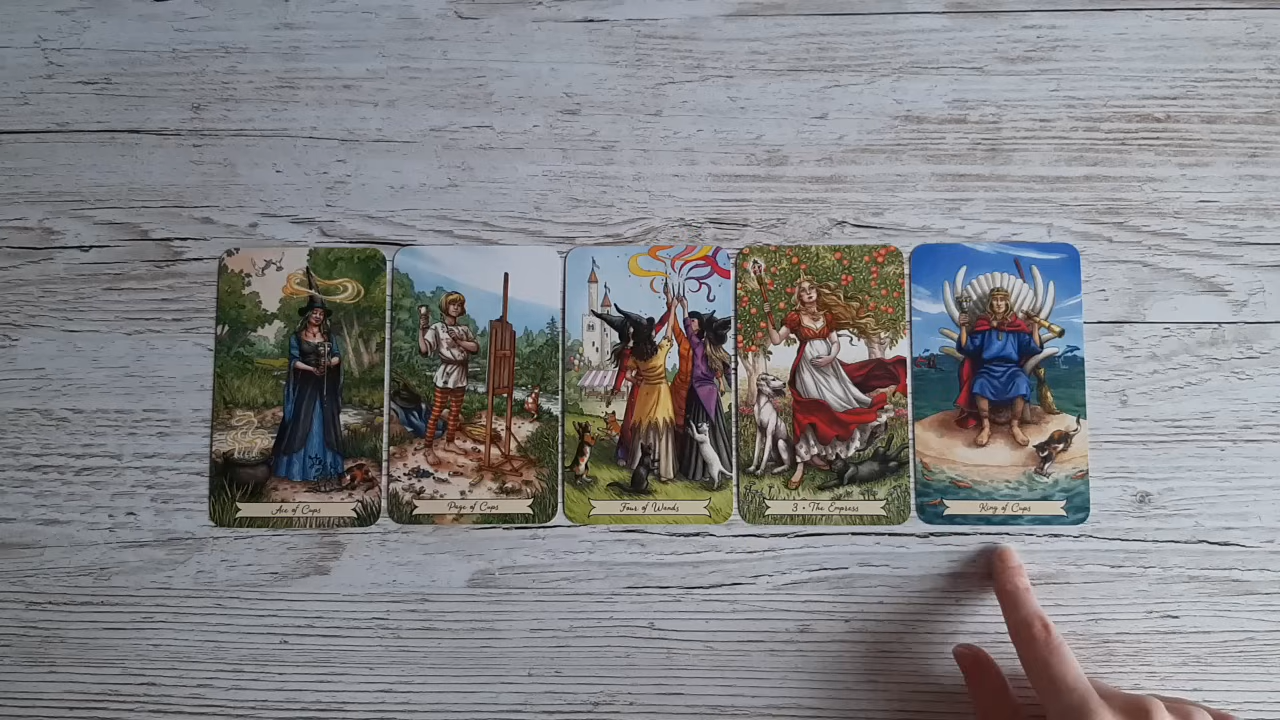 Ace of Cups
Page of Cups
Four of Wands
3 • The Empress
King of Cups